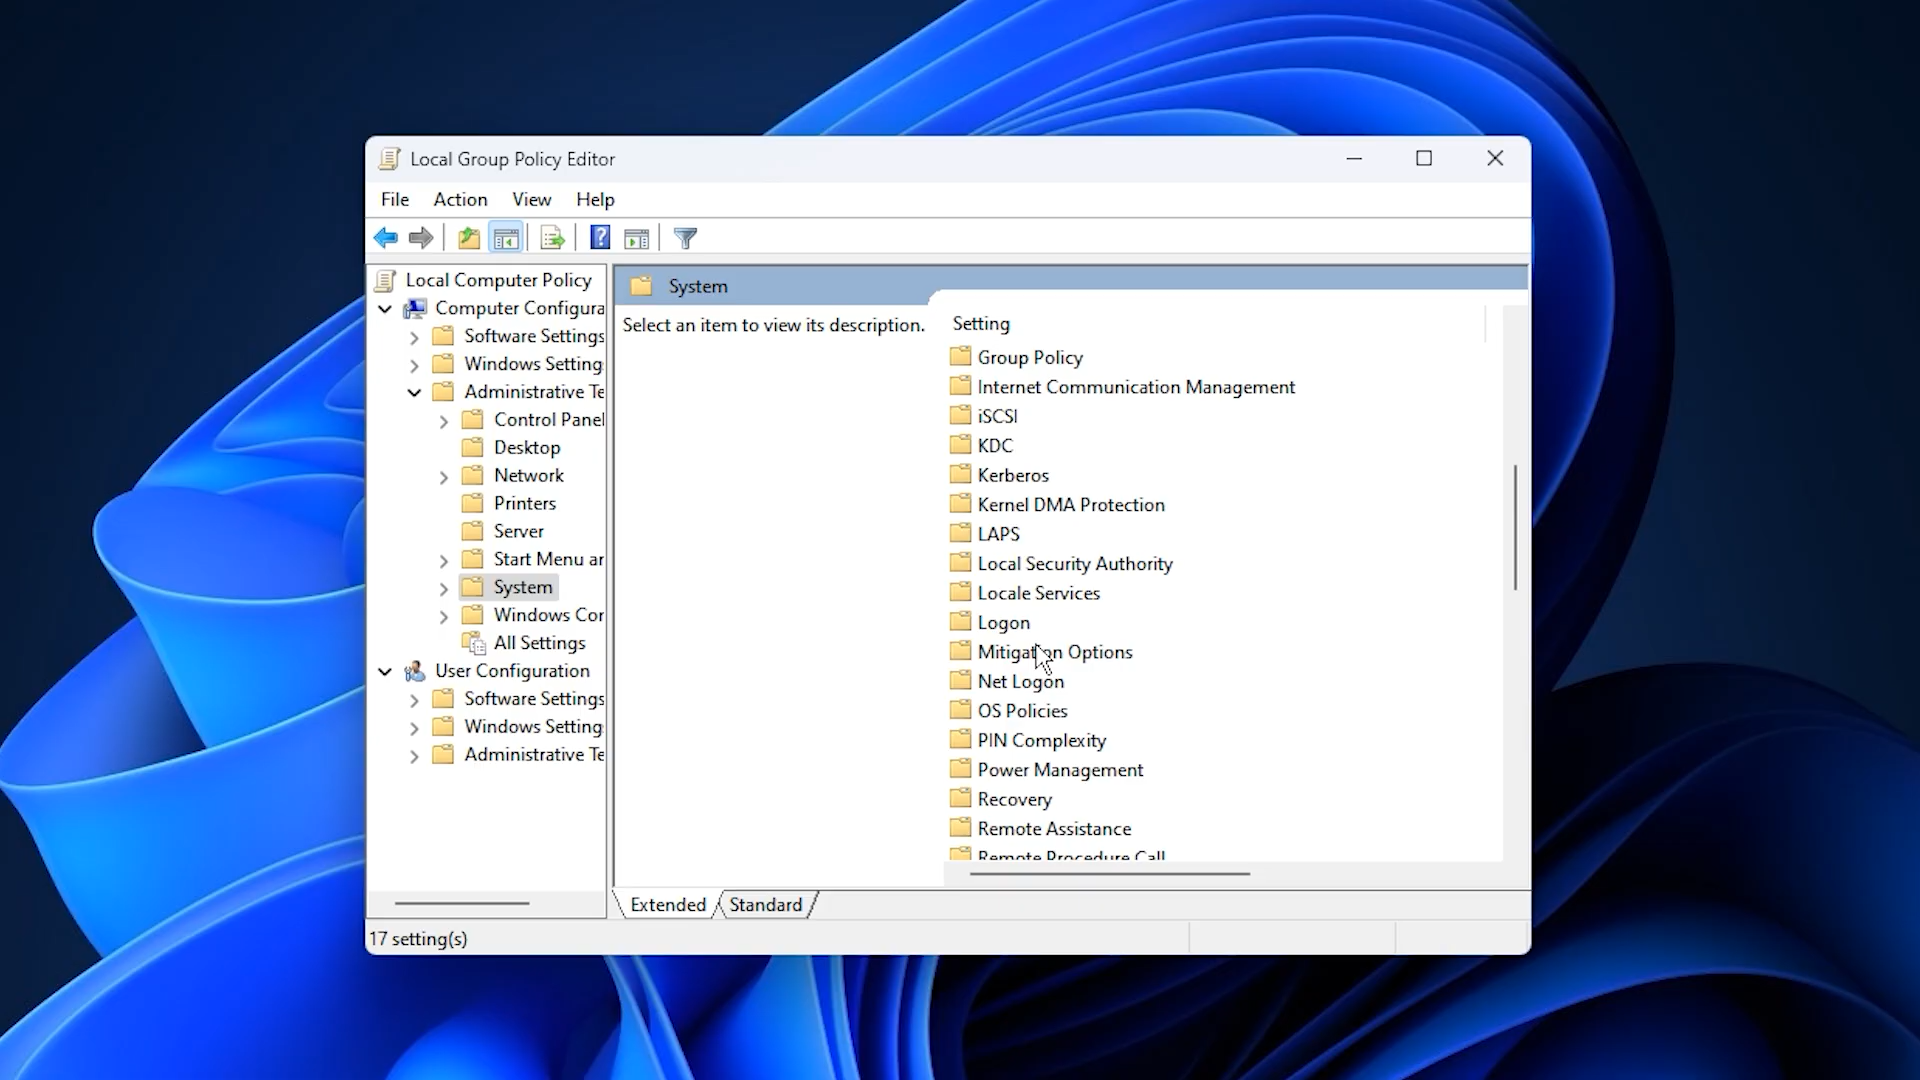 Local Group Policy Editor
File Action View Help
Local Computer Policy
Computer Configura
Software Settings
Windows Setting
Administrative Te
Control Panel
Desktop
Network
Printers
Server
Start Menu ar
System
Windows Cor
All Settings
User Configuration
Software Settings
Windows Setting
Administrative Te
System
Select an item to view its description.
Setting
Group Policy
Internet Communication Management
iSCSI
KDC
Kerberos
Kernel DMA Protection
LAPS
Local Security Authority
Locale Services
Logon
Mitigation Options
Net Logon
OS Policies
PIN Complexity
Power Management
Recovery
Remote Assistance
Remote Procedure Call
Extended Standard
17 setting(s)